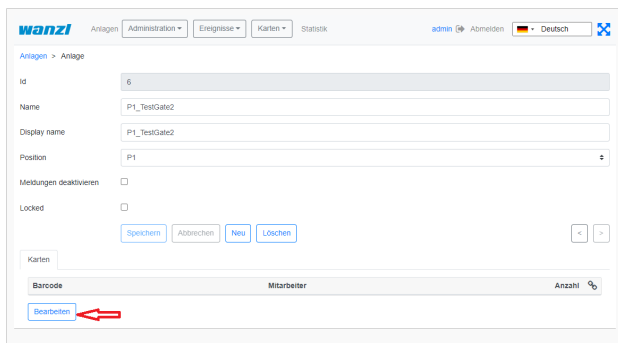 wanzl Anlagen Administration Ereignisse Karten Statistik admin Abmelden Deutsch
Anlagen > Anlage
Id 6
Name P1_TestGate2
Display name P1_TestGate2
Position P1
Meldungen deaktivieren
Locked
Speichern Abbrechen Neu Löschen < >
Karten
Barcode Mitarbeiter Anzahl
Bearbeiten